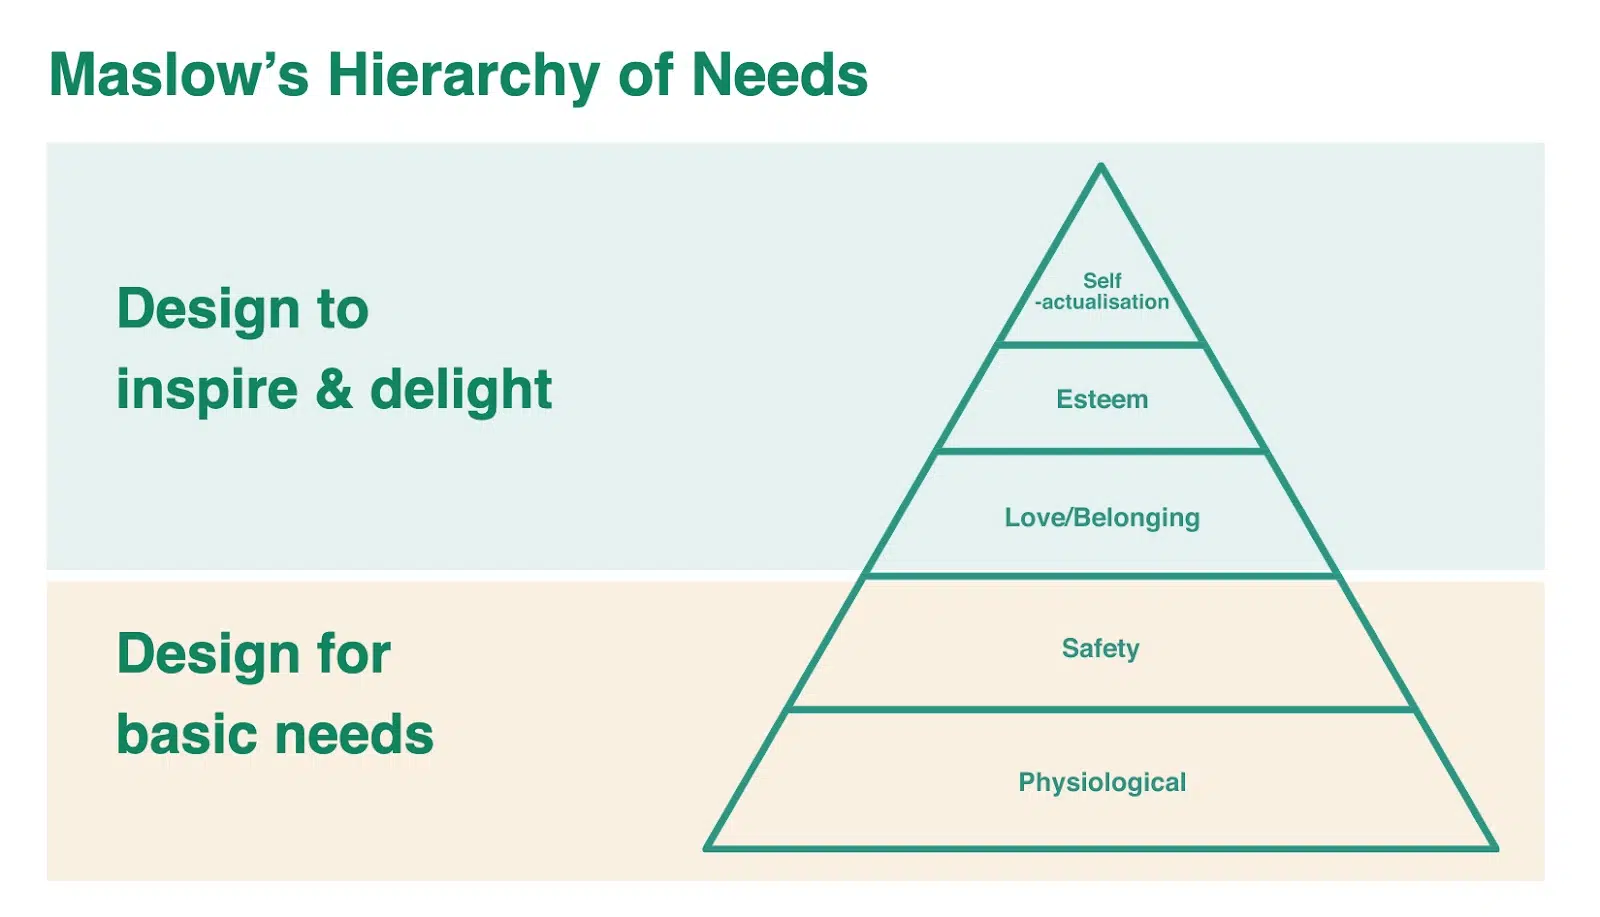 Maslow’s Hierarchy of Needs
Design to
inspire & delight
Self
-actualisation
Esteem
Love/Belonging
Design for
basic needs
Safety
Physiological